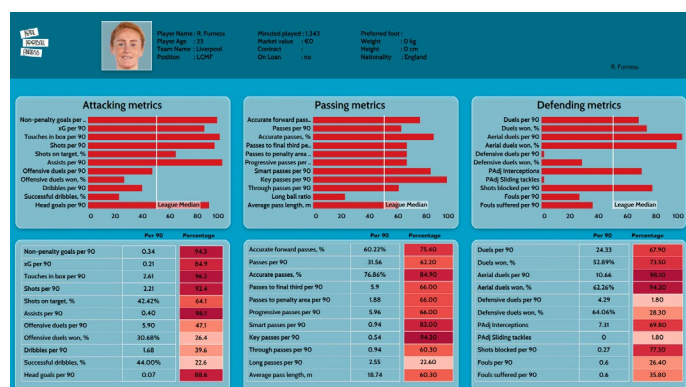 REAL
FOOTBALL
FITNESS
Player Name : R. Furness
Player Age : 33
Team Name : Liverpool
Position : LCMF
Minuted played : 1,343
Market value : €0
Contract :
On Loan : no
Preferred foot :
Weight : 0 kg
Height : 0 cm
Nationality : England
R. Furness
Attacking metrics
Non-penalty goals per ..
xG per 90
Touches in box per 90
Shots per 90
Shots on target, %
Assists per 90
Offensive duels per 90
Offensive duels won, %
Dribbles per 90
Successful dribbles, %
Head goals per 90
League Median
0 20 40 60 80 100
Passing metrics
Accurate forward pass..
Passes per 90
Accurate passes, %
Passes to final third pe..
Passes to penalty area ..
Progressive passes per ..
Smart passes per 90
Key passes per 90
Through passes per 90
Long ball ratio
Average pass length, m
League Median
0 20 40 60 80 100
Defending metrics
Duels per 90
Duels won, %
Aerial duels per 90
Aerial duels won, %
Defensive duels per 90
Defensive duels won, %
PAdj Interceptions
PAdj Sliding tackles
Shots blocked per 90
Fouls per 90
Fouls suffered per 90
League Median
0 20 40 60 80 100
Per 90 Percentage
Non-penalty goals per 90 0.34 94.3
xG per 90 0.21 84.9
Touches in box per 90 2.61 96.2
Shots per 90 2.21 92.4
Shots on target, % 42.42% 64.1
Assists per 90 0.40 98.1
Offensive duels per 90 5.90 47.1
Offensive duels won, % 30.68% 26.4
Dribbles per 90 1.68 39.6
Successful dribbles, % 44.00% 22.6
Head goals per 90 0.07 88.6
Per 90 Percentage
Accurate forward passes, % 60.22% 75.40
Passes per 90 31.56 62.20
Accurate passes, % 76.86% 84.90
Passes to final third per 90 5.9 66.00
Passes to penalty area per 90 1.88 66.00
Progressive passes per 90 5.96 66.00
Smart passes per 90 0.94 83.00
Key passes per 90 0.54 94.30
Through passes per 90 0.94 60.30
Long passes per 90 2.55 22.60
Average pass length, m 18.74 60.30
Per 90 Percentage
Duels per 90 24.33 67.90
Duels won, % 52.89% 73.50
Aerial duels per 90 10.66 98.10
Aerial duels won, % 62.26% 94.30
Defensive duels per 90 4.29 1.80
Defensive duels won, % 64.06% 28.30
PAdj Interceptions 7.31 69.80
PAdj Sliding tackles 0 1.80
Shots blocked per 90 0.27 77.30
Fouls per 90 0.6 26.40
Fouls suffered per 90 0.6 35.80